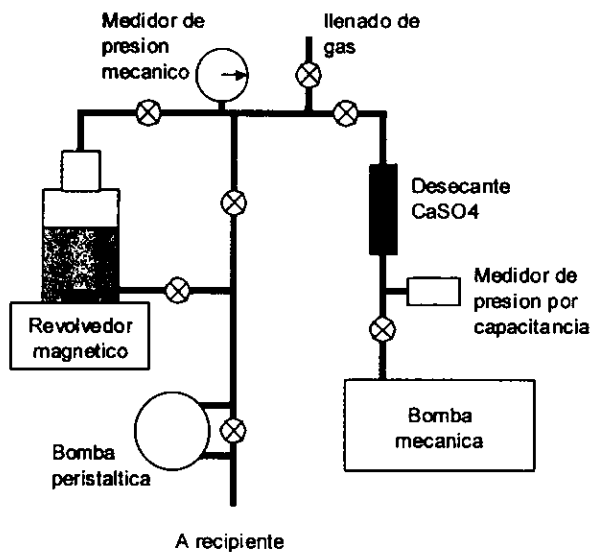 Medidor de
presion
mecanico
llenado de
gas
Desecante
CaSO4
Medidor de
presion por
capacitancia
Revolvedor
magnetico
Bomba
mecanica
Bomba
peristaltica
A recipiente